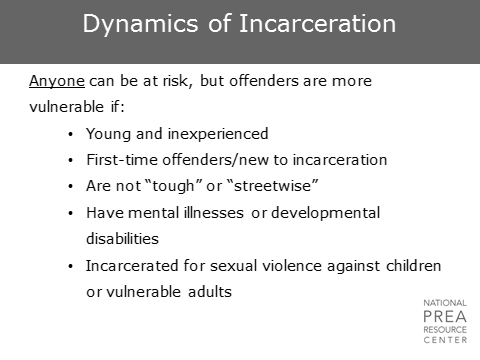 Dynamics of Incarceration
Anyone can be at risk, but offenders are more
vulnerable if:
• Young and inexperienced
• First-time offenders/new to incarceration
• Are not “tough” or “streetwise”
• Have mental illnesses or developmental
disabilities
• Incarcerated for sexual violence against children
or vulnerable adults
NATIONAL
PREA
RESOURCE
CENTER